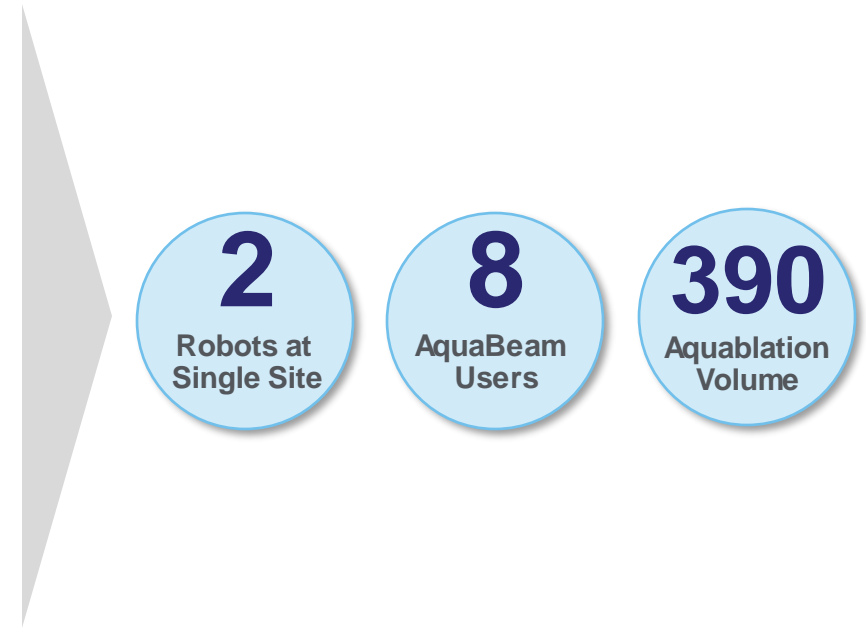 2
Robots at
Single Site
8
AquaBeam
Users
390
Aquablation
Volume